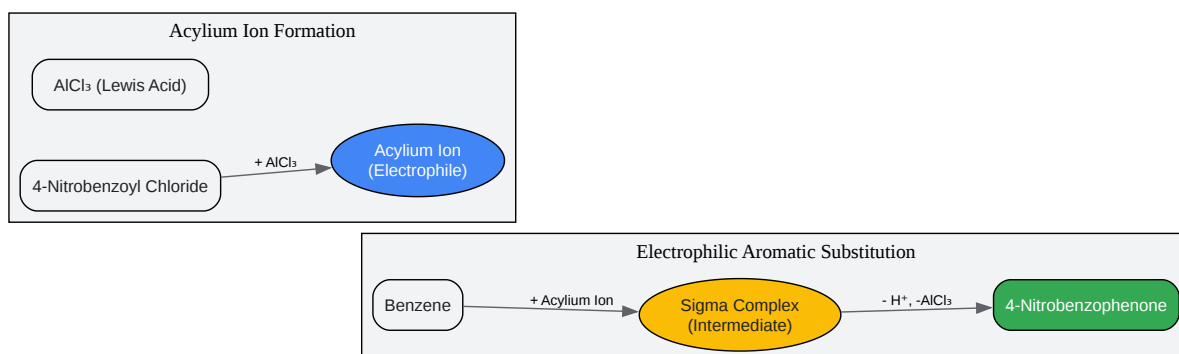 Acylium Ion Formation
AlCl₃ (Lewis Acid)
4-Nitrobenzoyl Chloride
+ AlCl₃
Acylium Ion
(Electrophile)
Electrophilic Aromatic Substitution
Benzene
+ Acylium Ion
Sigma Complex
(Intermediate)
- H⁺, -AlCl₃
4-Nitrobenzophenone